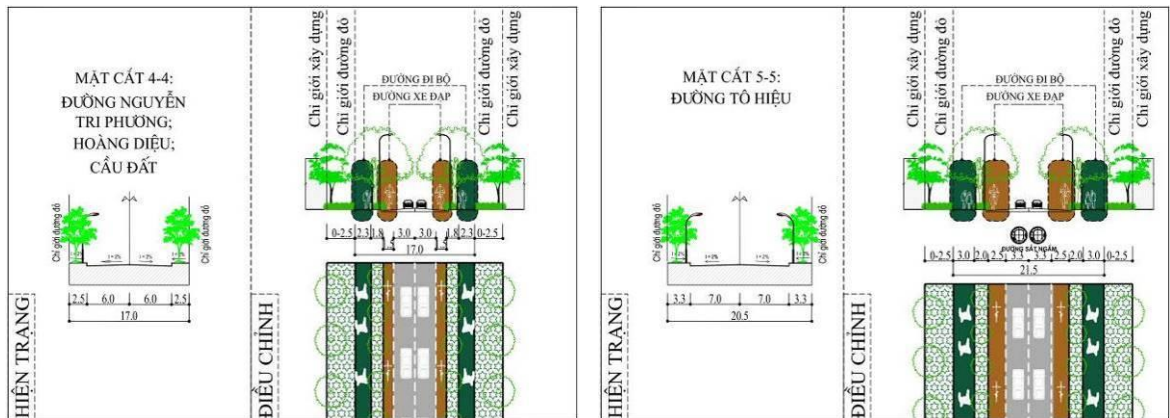 MẶT CẮT 4-4:
ĐƯỜNG NGUYỄN
TRI PHƯƠNG;
HOÀNG DIỆU;
CẦU ĐẤT
Chỉ giới đường đỏ
Chỉ giới đường đỏ
i=2%
i=2%
2.5 6.0 6.0 2.5
17.0
HIỆN TRẠNG
ĐIỀU CHỈNH
Chỉ giới xây dựng
Chỉ giới đường đỏ
Chỉ giới đường đỏ
Chỉ giới xây dựng
ĐƯỜNG ĐI BỘ
ĐƯỜNG XE ĐẠP
0-2.5 2.3 1.8 3.0 3.0 1.8 2.3 0-2.5
1.5 1.5
17.0
MẶT CẮT 5-5:
ĐƯỜNG TÔ HIỆU
Chỉ giới đường đỏ
Chỉ giới đường đỏ
i=2%
i=2%
3.3 7.0 7.0 3.3
20.5
HIỆN TRẠNG
ĐIỀU CHỈNH
Chỉ giới xây dựng
Chỉ giới đường đỏ
Chỉ giới đường đỏ
Chỉ giới xây dựng
ĐƯỜNG ĐI BỘ
ĐƯỜNG XE ĐẠP
ĐƯỜNG SẮT NGẦM
0-2.5 3.0 2.0 2.5 3.3 3.3 2.5 2.0 3.0 0-2.5
21.5